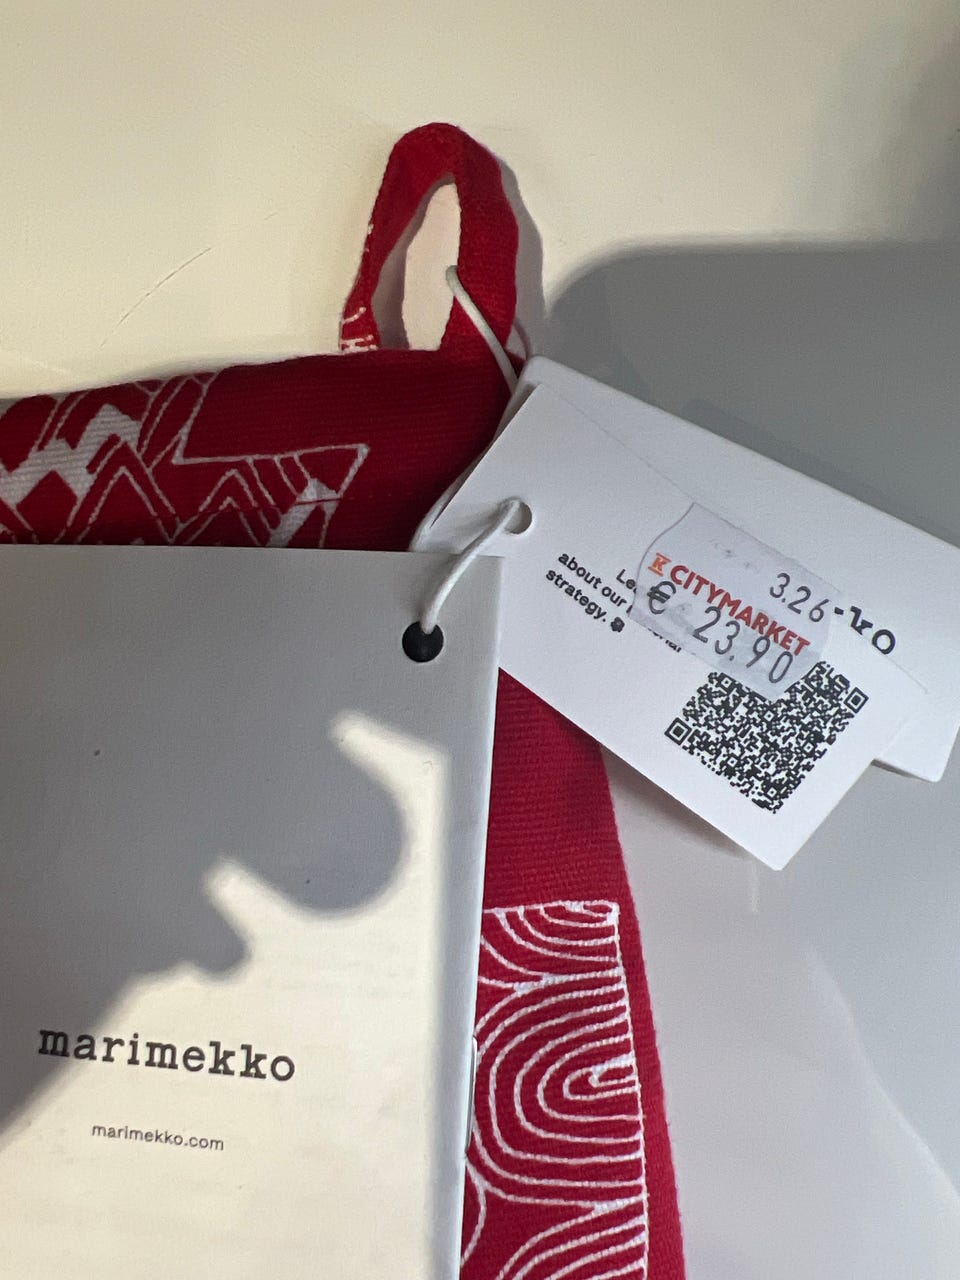 3.26
K CITYMARKET
€ 23.90
about our
strategy.
marimekko
marimekko.com